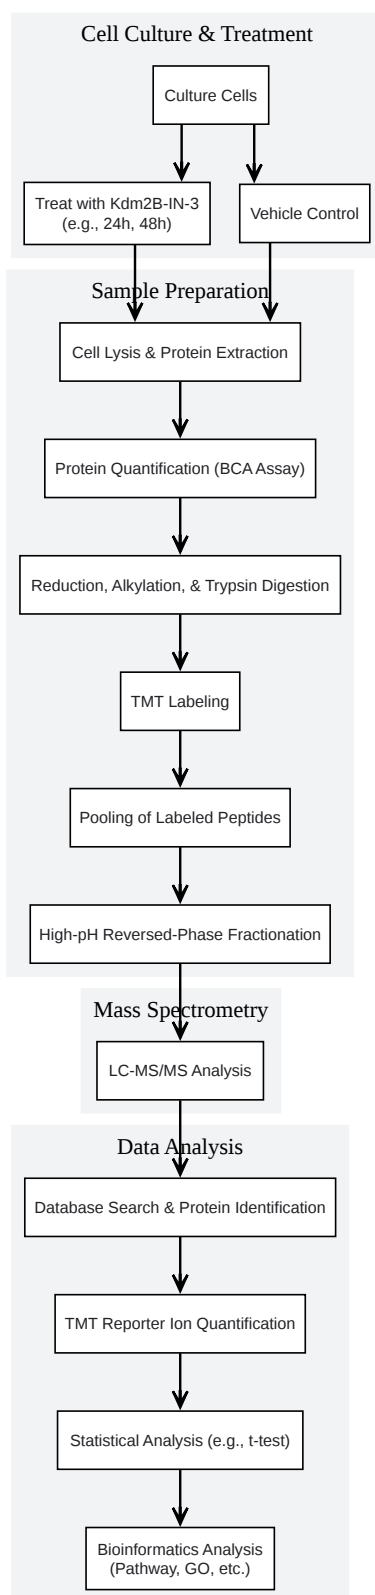 Cell Culture & Treatment
Culture Cells
Treat with Kdm2B-IN-3
(e.g., 24h, 48h)
Vehicle Control
Sample Preparation
Cell Lysis & Protein Extraction
Protein Quantification (BCA Assay)
Reduction, Alkylation, & Trypsin Digestion
TMT Labeling
Pooling of Labeled Peptides
High-pH Reversed-Phase Fractionation
Mass Spectrometry
LC-MS/MS Analysis
Data Analysis
Database Search & Protein Identification
TMT Reporter Ion Quantification
Statistical Analysis (e.g., t-test)
Bioinformatics Analysis
(Pathway, GO, etc.)